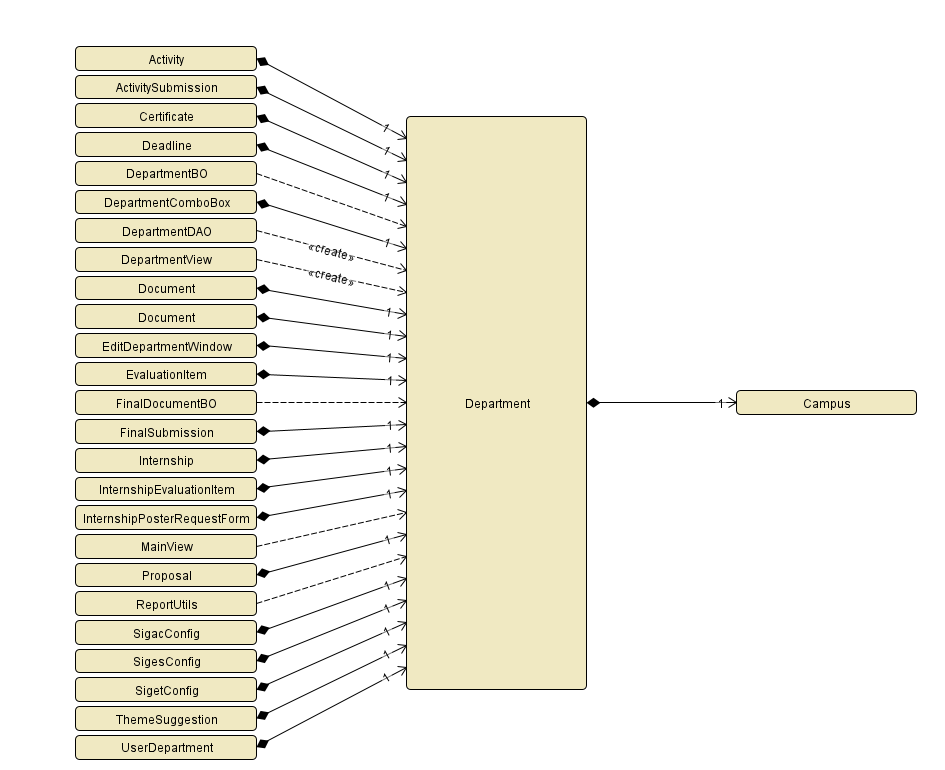 Activity
1
ActivitySubmission
1
Certificate
1
Deadline
1
DepartmentBO
DepartmentComboBox
1
DepartmentDAO
«create»
DepartmentView
«create»
Document
1
Document
1
EditDepartmentWindow
1
EvaluationItem
1
FinalDocumentBO
Department
1
Campus
FinalSubmission
1
Internship
1
InternshipEvaluationItem
1
InternshipPosterRequestForm
1
MainView
Proposal
1
ReportUtils
SigacConfig
1
SigesConfig
1
SigetConfig
1
ThemeSuggestion
1
UserDepartment
1